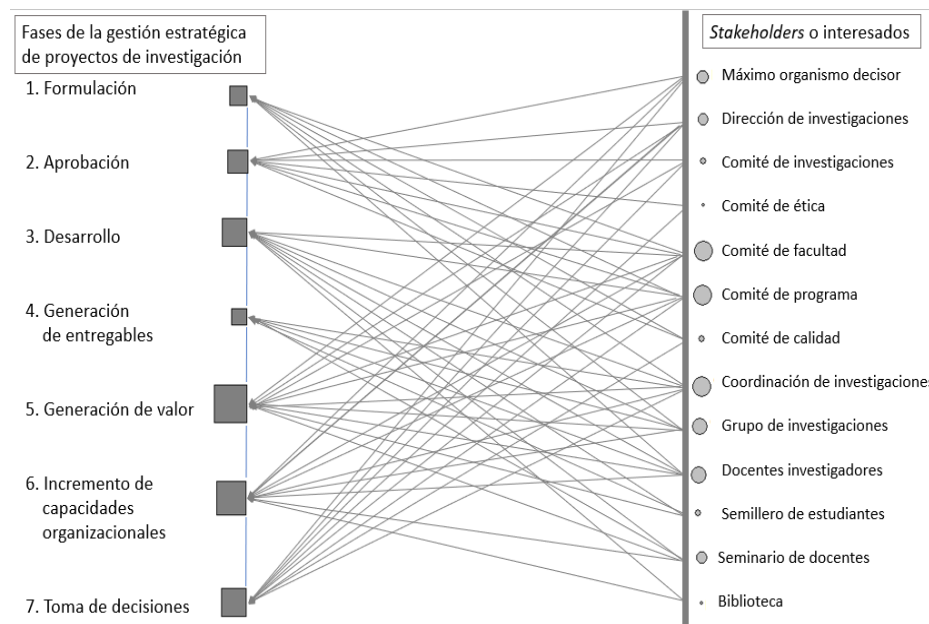 Fases de la gestión estratégica
de proyectos de investigación
1. Formulación
2. Aprobación
3. Desarrollo
4. Generación
de entregables
5. Generación de valor
6. Incremento de
capacidades
organizacionales
7. Toma de decisiones
Stakeholders o interesados
Máximo organismo decisor
Dirección de investigaciones
Comité de investigaciones
Comité de ética
Comité de facultad
Comité de programa
Comité de calidad
Coordinación de investigaciones
Grupo de investigaciones
Docentes investigadores
Semillero de estudiantes
Seminario de docentes
Biblioteca